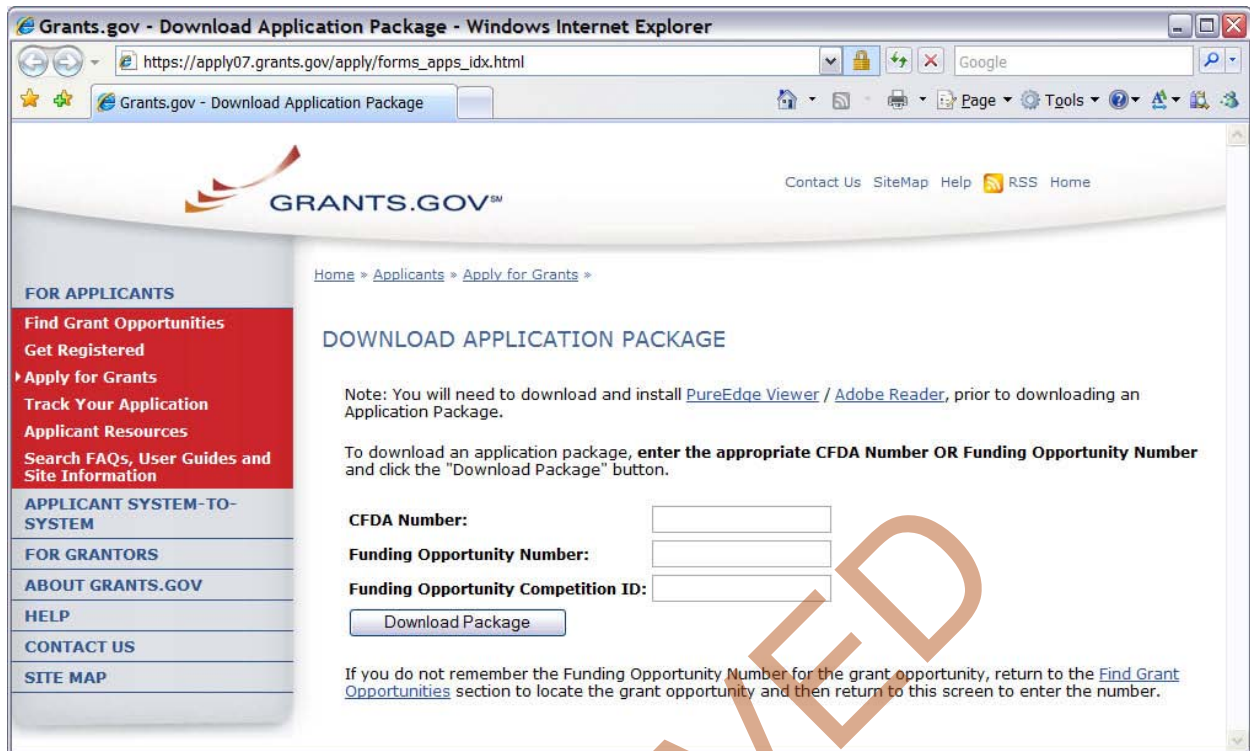 Grants.gov - Download Application Package - Windows Internet Explorer
https://apply07.grants.gov/apply/forms_apps_idx.html
Google
Grants.gov - Download Application Package
Page
Tools
GRANTS.GOV℠
Contact Us SiteMap Help RSS Home
Home » Applicants » Apply for Grants »
FOR APPLICANTS
Find Grant Opportunities
Get Registered
Apply for Grants
Track Your Application
Applicant Resources
Search FAQs, User Guides and
Site Information
APPLICANT SYSTEM-TO-
SYSTEM
FOR GRANTORS
ABOUT GRANTS.GOV
HELP
CONTACT US
SITE MAP
DOWNLOAD APPLICATION PACKAGE
Note: You will need to download and install PureEdge Viewer / Adobe Reader, prior to downloading an
Application Package.
To download an application package, enter the appropriate CFDA Number OR Funding Opportunity Number
and click the "Download Package" button.
CFDA Number:
Funding Opportunity Number:
Funding Opportunity Competition ID:
Download Package
If you do not remember the Funding Opportunity Number for the grant opportunity, return to the Find Grant
Opportunities section to locate the grant opportunity and then return to this screen to enter the number.
VED